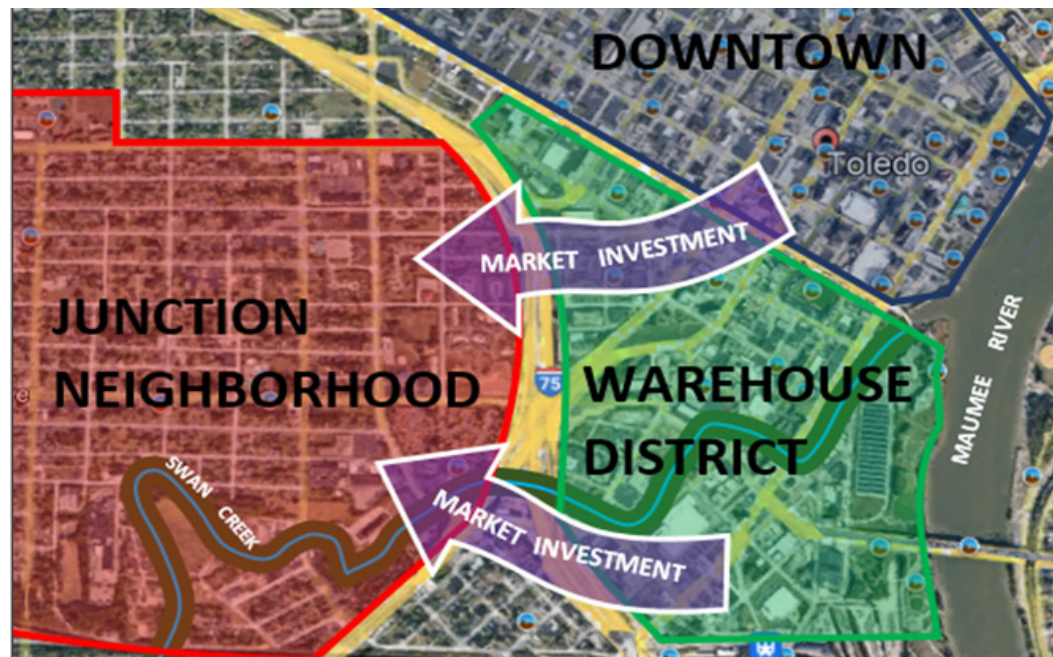 DOWNTOWN
Toledo
MARKET INVESTMENT
JUNCTION
NEIGHBORHOOD
75
WAREHOUSE
DISTRICT
MAUMEE RIVER
SWAN CREEK
MARKET INVESTMENT